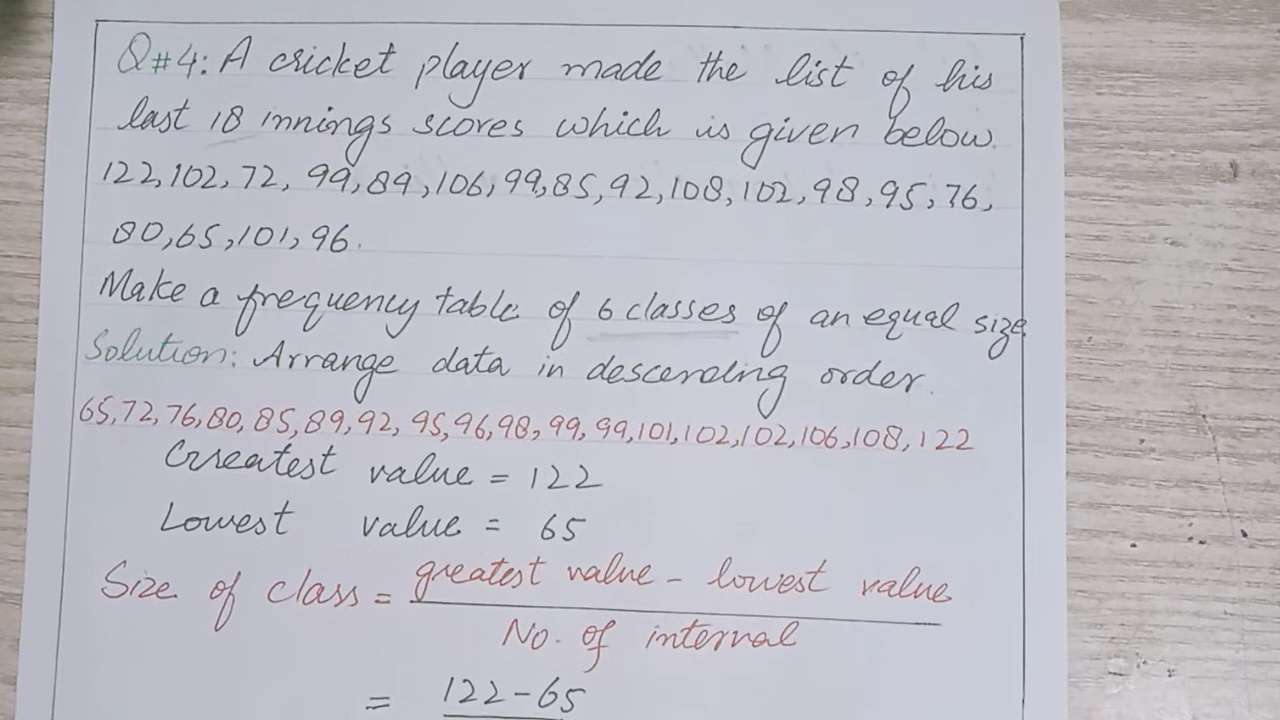 Q#4: A cricket player made the list of his
last 18 innings scores which is given below.
122, 102, 72, 99, 89, 106, 99, 85, 92, 108, 102, 98, 95, 76,
80, 65, 101, 96.
Make a frequency table of 6 classes of an equal size
Solution: Arrange data in descending order.
65, 72, 76, 80, 85, 89, 92, 95, 96, 98, 99, 99, 101, 102, 102, 106, 108, 122
Greatest value = 122
Lowest value = 65
Size of class = greatest value - lowest value
No. of interval
= 122-65